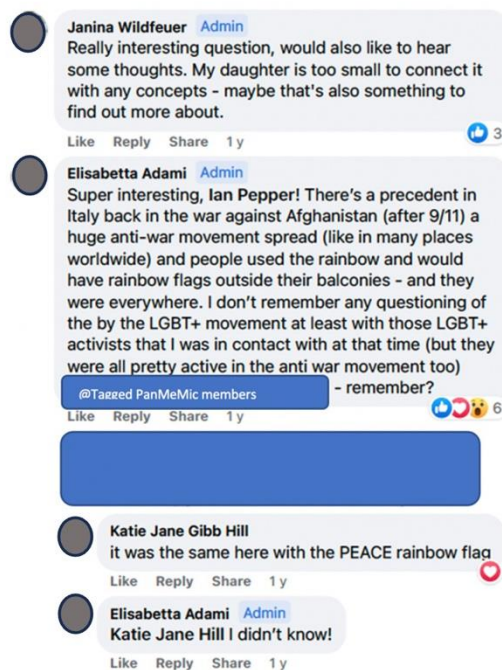 Janina Wildfeuer Admin
Really interesting question, would also like to hear
some thoughts. My daughter is too small to connect it
with any concepts - maybe that's also something to
find out more about.
Like Reply Share 1 y
3
Elisabetta Adami Admin
Super interesting, Ian Pepper! There's a precedent in
Italy back in the war against Afghanistan (after 9/11) a
huge anti-war movement spread (like in many places
worldwide) and people used the rainbow and would
have rainbow flags outside their balconies - and they
were everywhere. I don't remember any questioning of
the by the LGBT+ movement at least with those LGBT+
activists that I was in contact with at that time (but they
were all pretty active in the anti war movement too)
@Tagged PanMeMic members - remember?
Like Reply Share 1 y
6
Katie Jane Gibb Hill
it was the same here with the PEACE rainbow flag
Like Reply Share 1 y
Elisabetta Adami Admin
Katie Jane Hill I didn't know!
Like Reply Share 1 y